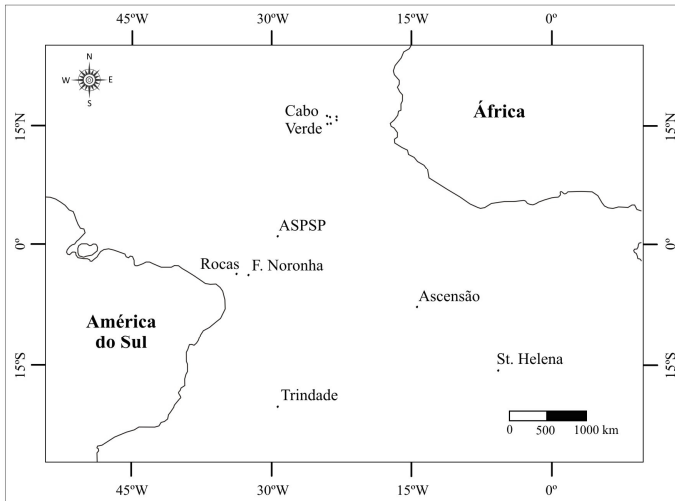 45ºW 30ºW 15ºW 0º
N
W E
S
Cabo
Verde
África
15ºN 15ºN
ASPSP
0º 0º
Rocas F. Noronha
Ascensão
América
do Sul
St. Helena
15ºS 15ºS
Trindade
0 500 1000 km
45ºW 30ºW 15ºW 0º